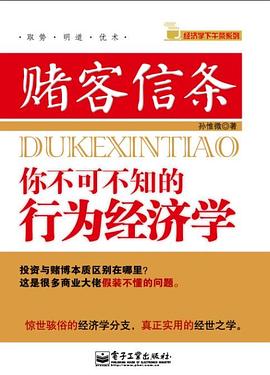 · 取势 · 明道 · 优术 ·
经济学下午茶系列
赌客信条
孙惟微◎著
DUKEXINTIAO
你不可不知的
行为经济学
投资与赌博本质区别在哪里?
这是很多商业大佬假装不懂的问题。
惊世骇俗的经济学分支,真正实用的经世之学。
电子工业出版社